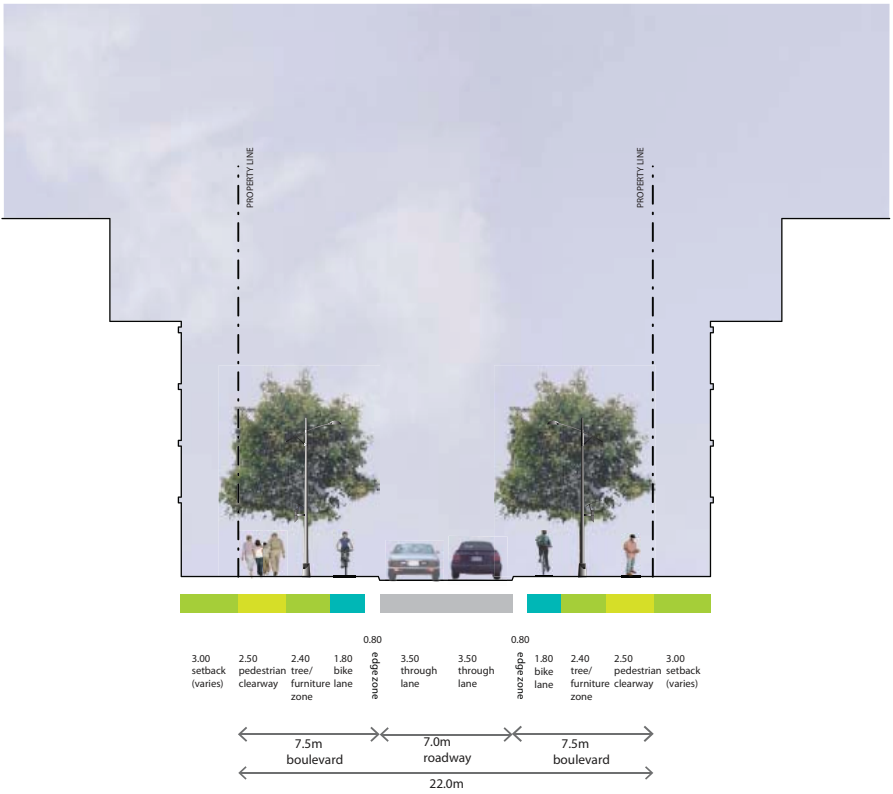 PROPERTY LINE
PROPERTY LINE
3.00
setback
(varies)
2.50
pedestrian
clearway
2.40
tree/
furniture
zone
1.80
bike
lane
0.80
edge zone
3.50
through
lane
3.50
through
lane
0.80
edge zone
1.80
bike
lane
2.40
tree/
furniture
zone
2.50
pedestrian
clearway
3.00
setback
(varies)
7.5m
boulevard
7.0m
roadway
7.5m
boulevard
22.0m